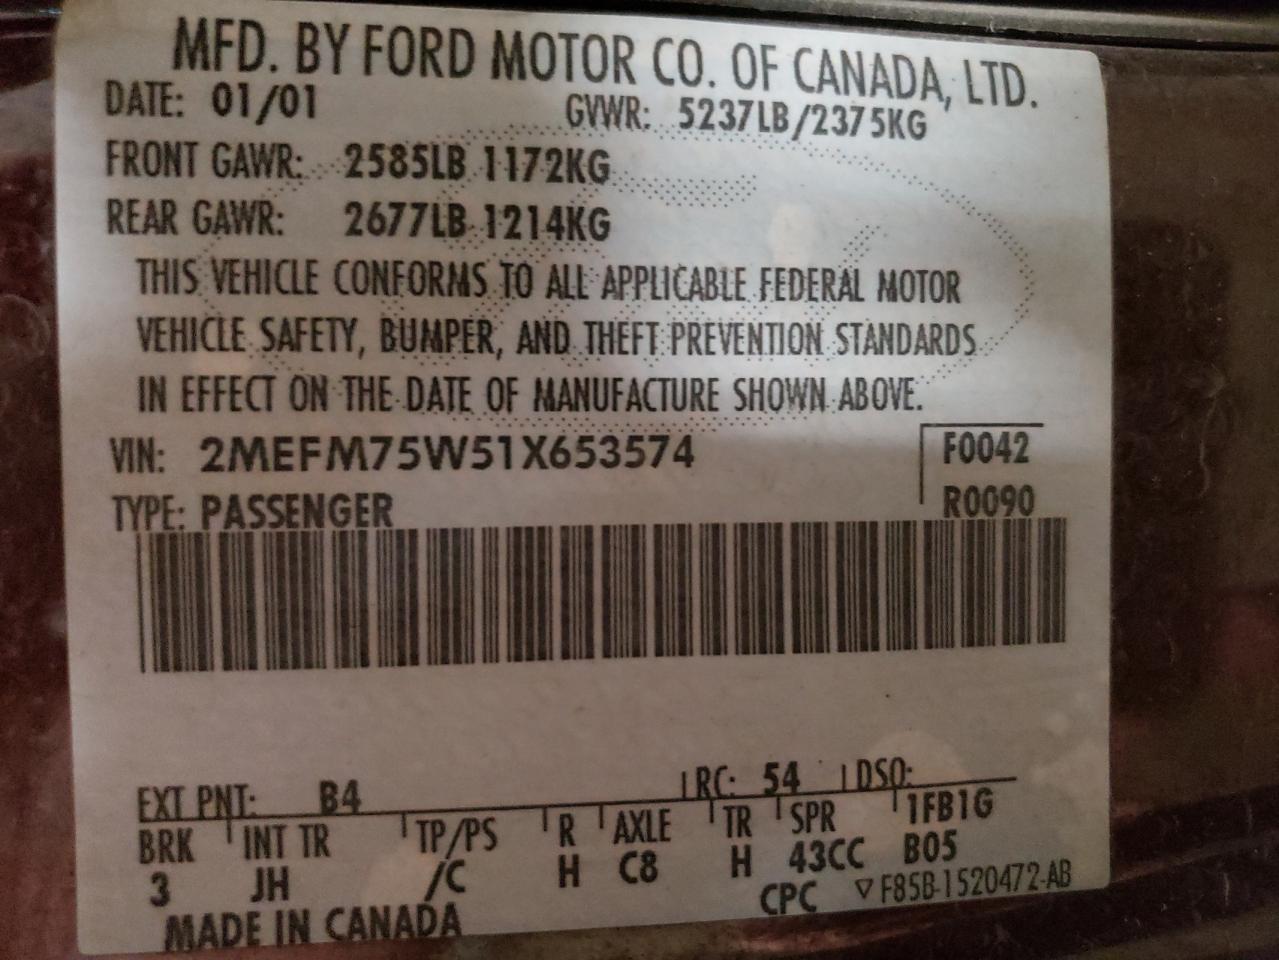 MFD. BY FORD MOTOR CO. OF CANADA, LTD.
DATE: 01/01 GVWR: 5237LB/2375KG
FRONT GAWR: 2585LB 1172KG
REAR GAWR: 2677LB 1214KG
THIS VEHICLE CONFORMS TO ALL APPLICABLE FEDERAL MOTOR
VEHICLE SAFETY, BUMPER, AND THEFT PREVENTION STANDARDS
IN EFFECT ON THE DATE OF MANUFACTURE SHOWN ABOVE.
VIN: 2MEFM75W51X653574 F0042
TYPE: PASSENGER R0090
EXT PNT: B4 RC: 54 DSO:
BRK INT TR TP/PS R AXLE TR SPR 1FB1G
3 JH /C H C8 H 43CC B05
CPC ▽ F85B-1520472-AB
MADE IN CANADA